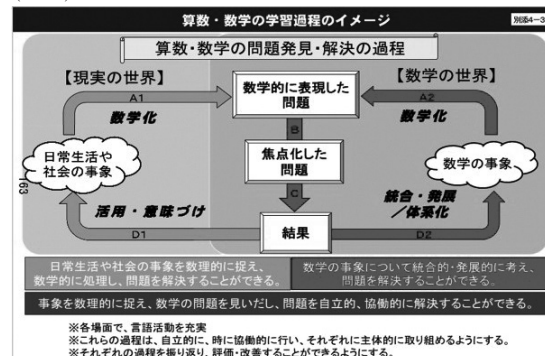 算数・数学の学習過程のイメージ
別添4-3
算数・数学の問題発見・解決の過程
【現実の世界】
【数学の世界】
数学的に表現した
問題
A1
A2
数学化
数学化
B
日常生活や
社会の事象
焦点化した
問題
数学の事象
163
C
活用・意味づけ
統合・発展
/体系化
結果
D1
D2
日常生活や社会の事象を数理的に捉え、
数学的に処理し、問題を解決することができる。
数学の事象について統合的・発展的に考え、
問題を解決することができる。
事象を数理的に捉え、数学の問題を見いだし、問題を自立的、協働的に解決することができる。
※各場面で、言語活動を充実
※これらの過程は、自立的に、時に協働的に行い、それぞれに主体的に取り組めるようにする。
※それぞれの過程を振り返り、評価・改善することができるようにする。